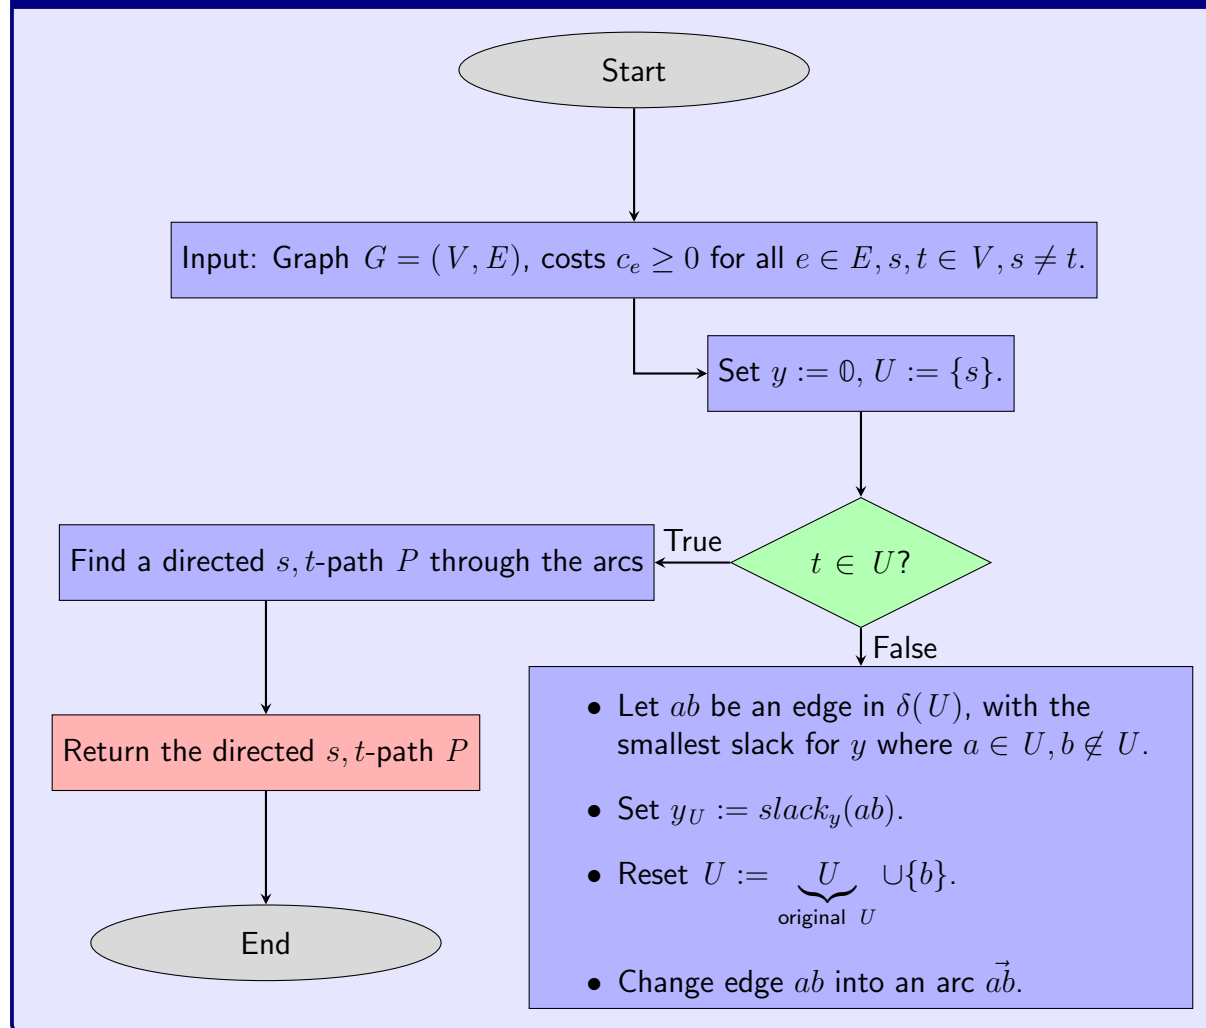 Start
Input: Graph G = (V, E), costs c_e ≥ 0 for all e ∈ E, s, t ∈ V, s ≠ t.
Set y := 𝟘, U := {s}.
t ∈ U?
True
Find a directed s, t-path P through the arcs
False
Return the directed s, t-path P
End
• Let ab be an edge in δ(U), with the
smallest slack for y where a ∈ U, b ∉ U.
• Set y_U := slack_y(ab).
• Reset U := U ∪{b}.
original U
• Change edge ab into an arc \vec{ab}.